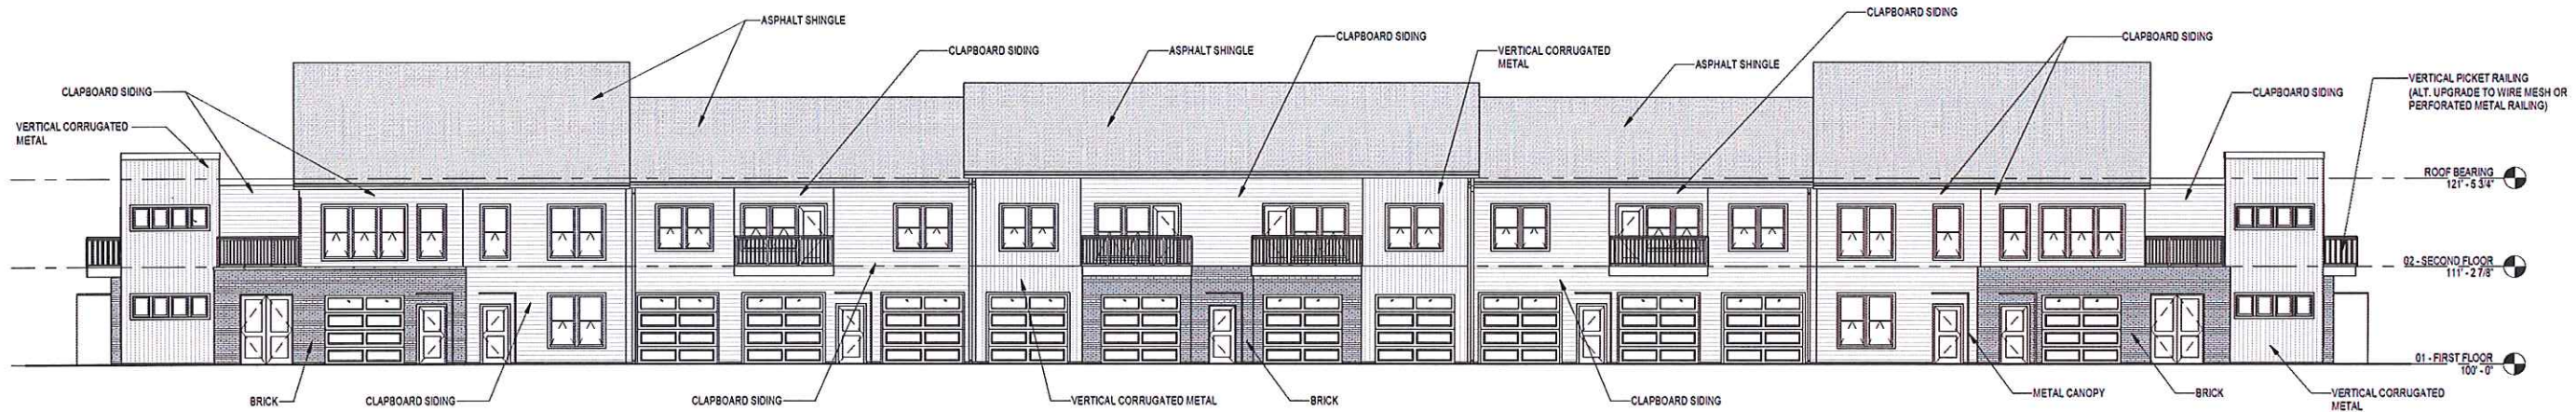 ASPHALT SHINGLE
CLAPBOARD SIDING
ASPHALT SHINGLE
CLAPBOARD SIDING
VERTICAL CORRUGATED
METAL
CLAPBOARD SIDING
ASPHALT SHINGLE
CLAPBOARD SIDING
VERTICAL PICKET RAILING
(ALT. UPGRADE TO WIRE MESH OR
PERFORATED METAL RAILING)
CLAPBOARD SIDING
CLAPBOARD SIDING
VERTICAL CORRUGATED
METAL
ROOF BEARING
121' - 5 3/4"
02 - SECOND FLOOR
111' - 2 7/8"
01 - FIRST FLOOR
100' - 0"
BRICK
CLAPBOARD SIDING
CLAPBOARD SIDING
VERTICAL CORRUGATED METAL
BRICK
CLAPBOARD SIDING
METAL CANOPY
BRICK
VERTICAL CORRUGATED
METAL